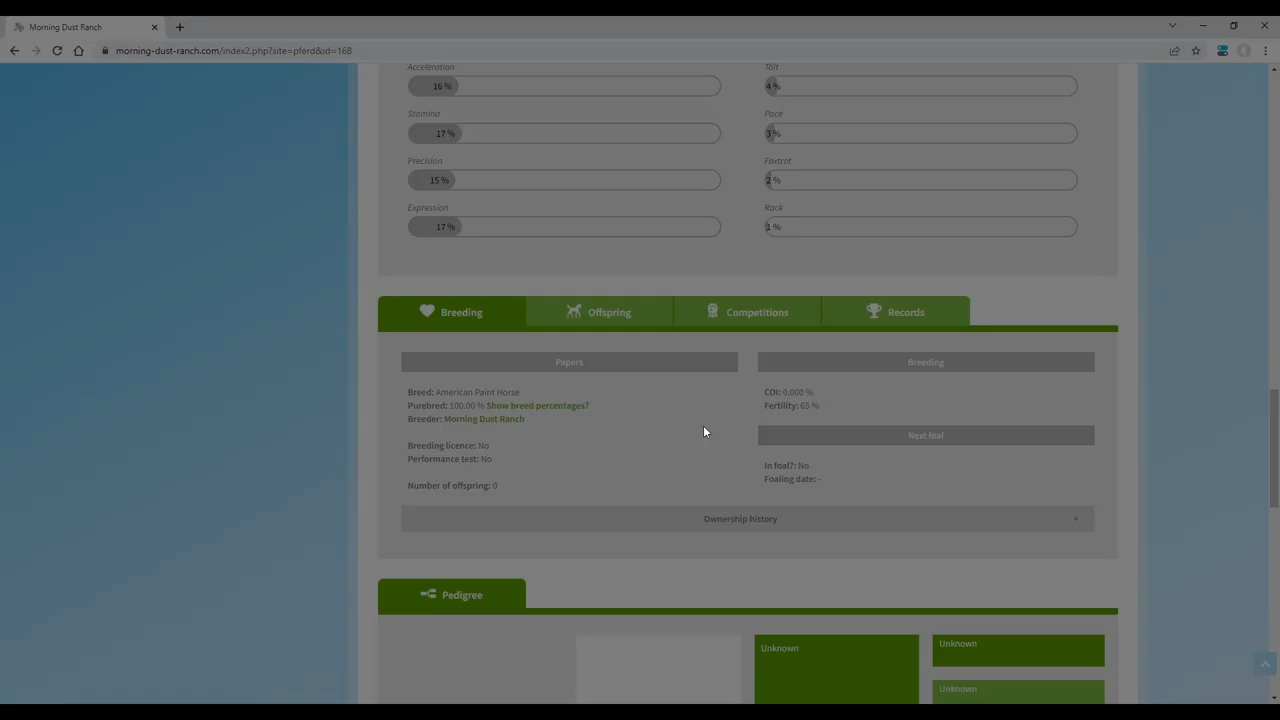 Morning Dust Ranch
morning-dust-ranch.com/index2.php?site=pferd&id=168
Acceleration
16 %
Stamina
17 %
Precision
15 %
Expression
17 %
Tölt
4 %
Pace
3 %
Foxtrot
2 %
Rack
1 %
Breeding
Offspring
Competitions
Records
Papers
Breed: American Paint Horse
Purebred: 100.00 % Show breed percentages?
Breeder: Morning Dust Ranch
Breeding licence: No
Performance test: No
Number of offspring: 0
Breeding
COI: 0.000 %
Fertility: 65 %
Next foal
In foal?: No
Foaling date: -
Ownership history +
Pedigree
Unknown
Unknown
Unknown